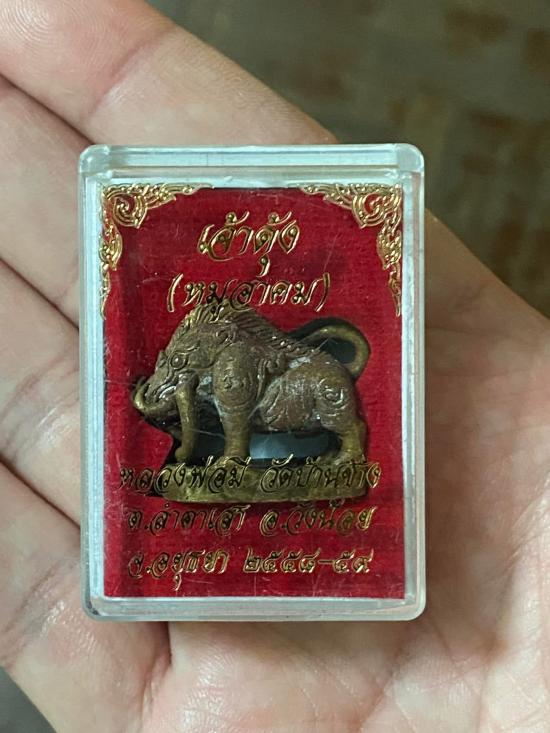 เจ้าตุ้ง
(หมูอาคม)
หลวงพ่อมี วัดบ้านช้าง
ต.ลำตาเสา อ.วังน้อย
จ.อยุธยา ๒๕๕๘-๕๙